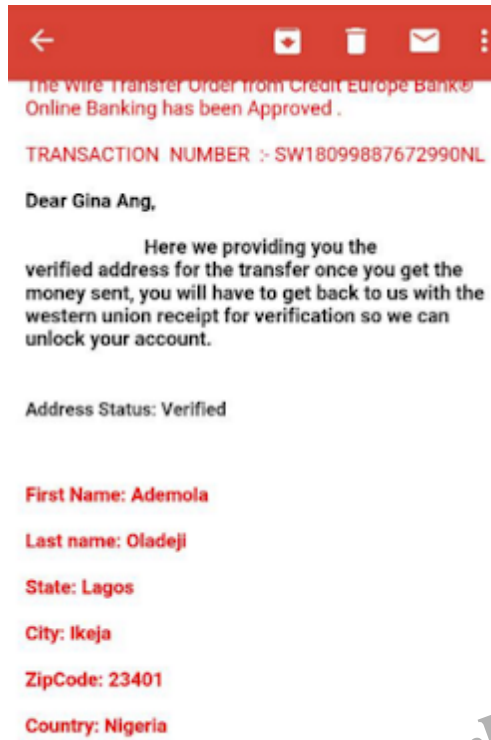 The Wire Transfer Order from Credit Europe Bank®
Online Banking has been Approved .
TRANSACTION NUMBER :- SW18099887672990NL
Dear Gina Ang,
Here we providing you the
verified address for the transfer once you get the
money sent, you will have to get back to us with the
western union receipt for verification so we can
unlock your account.
Address Status: Verified
First Name: Ademola
Last name: Oladeji
State: Lagos
City: Ikeja
ZipCode: 23401
Country: Nigeria